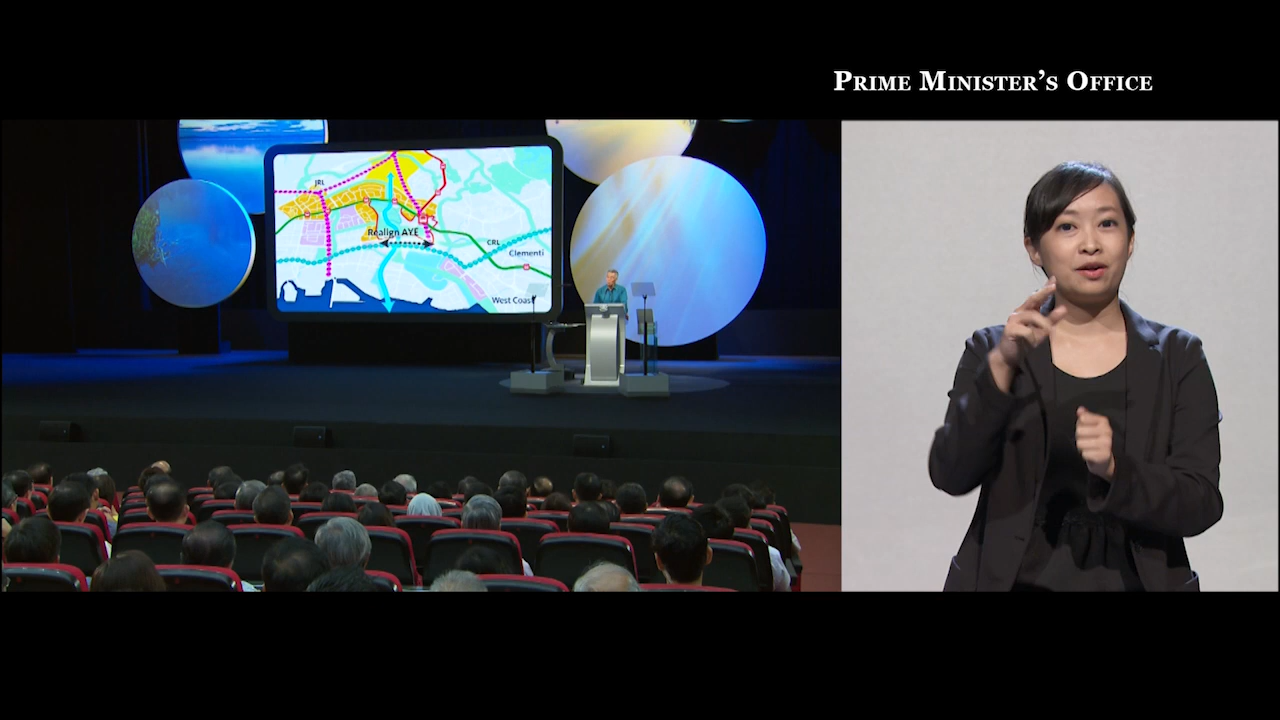 PRIME MINISTER'S OFFICE
JRL
Realign AYE
CRL
Clementi
West Coast